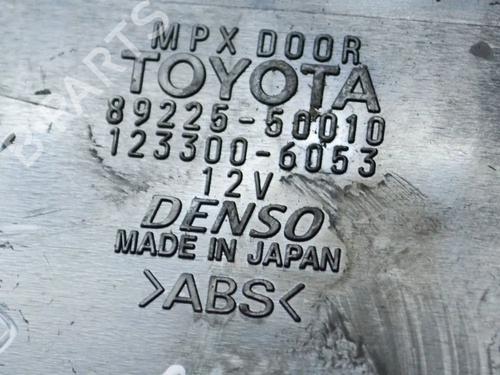 MPX DOOR
TOYOTA
89225-50010
123300-6053
12V
DENSO
MADE IN JAPAN
>ABS<